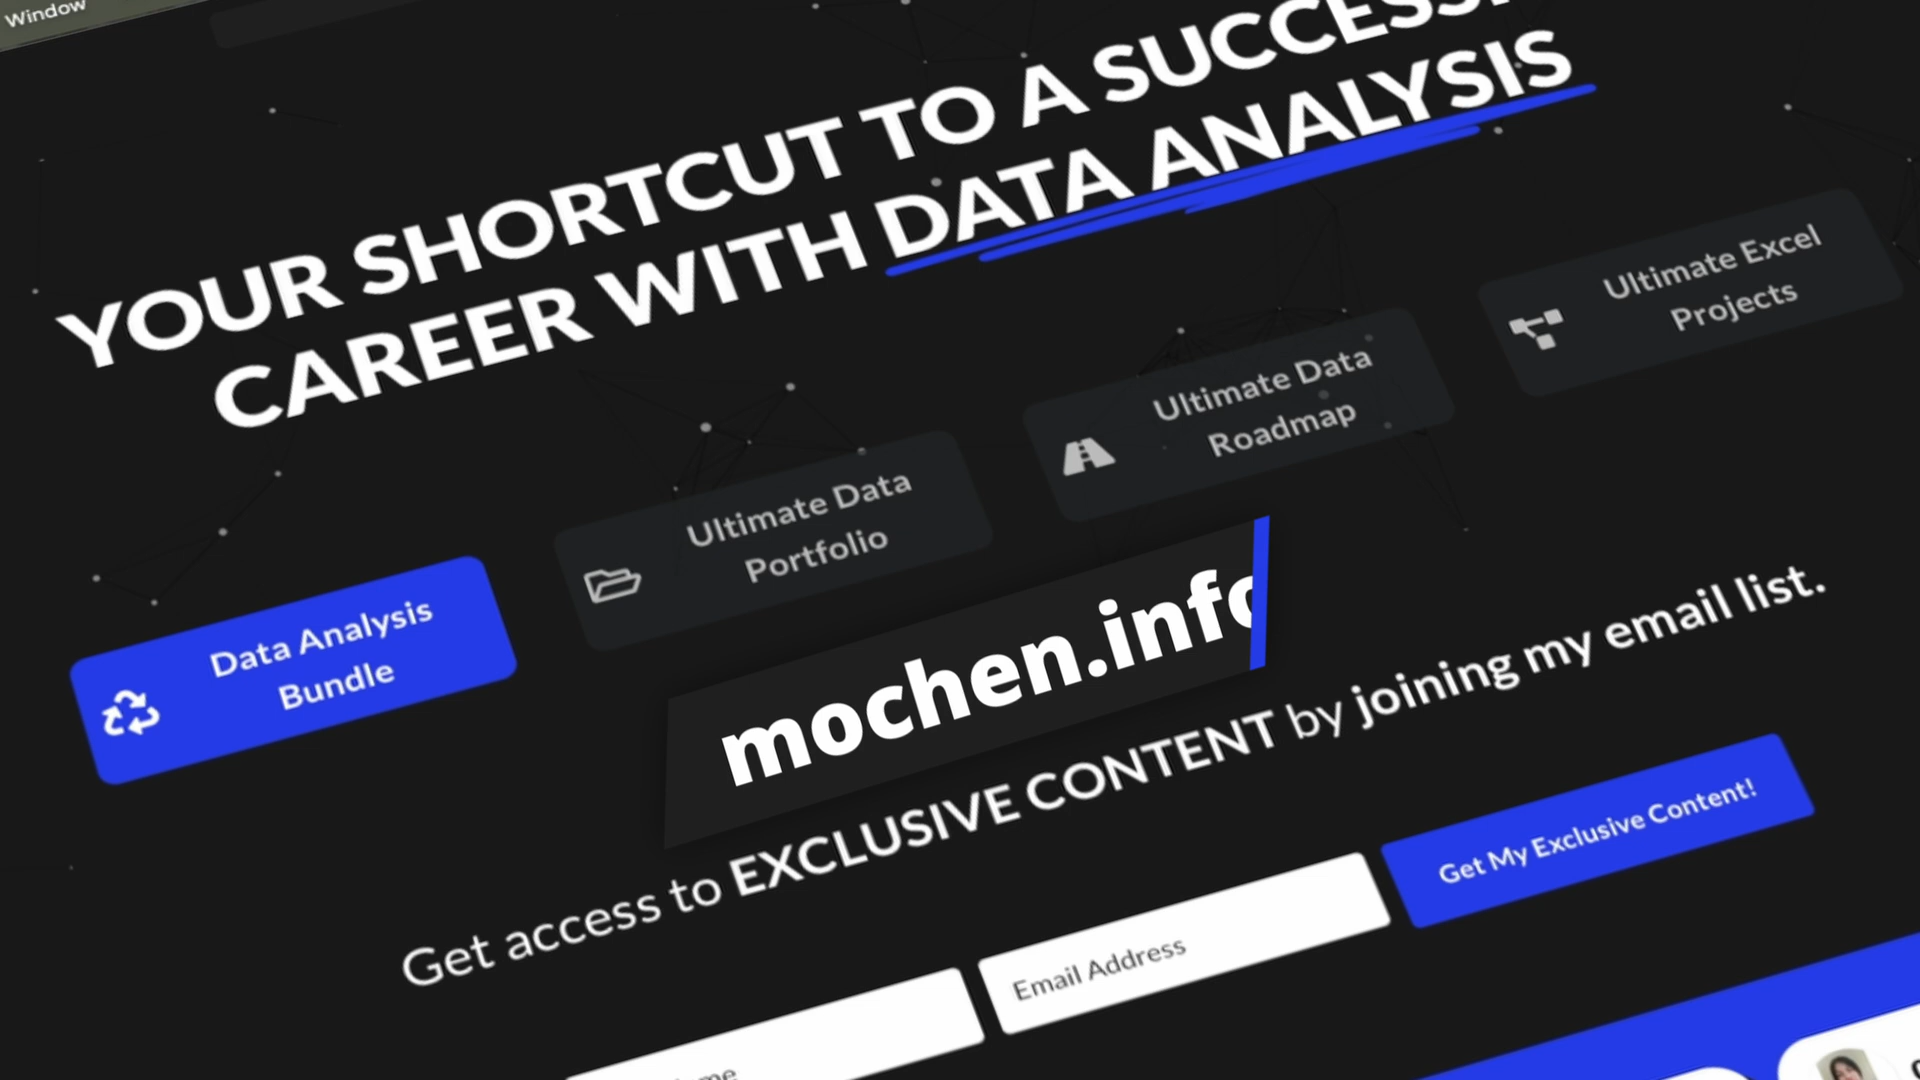 Window
YOUR SHORTCUT TO A
CAREER WITH DATA ANALYSIS
Data Analysis
Bundle
Ultimate Data
Portfolio
Ultimate Data
Roadmap
Ultimate Excel
Projects
mochen.info
Get access to EXCLUSIVE CONTENT by joining my email list.
Email Address
Get My Exclusive Content!